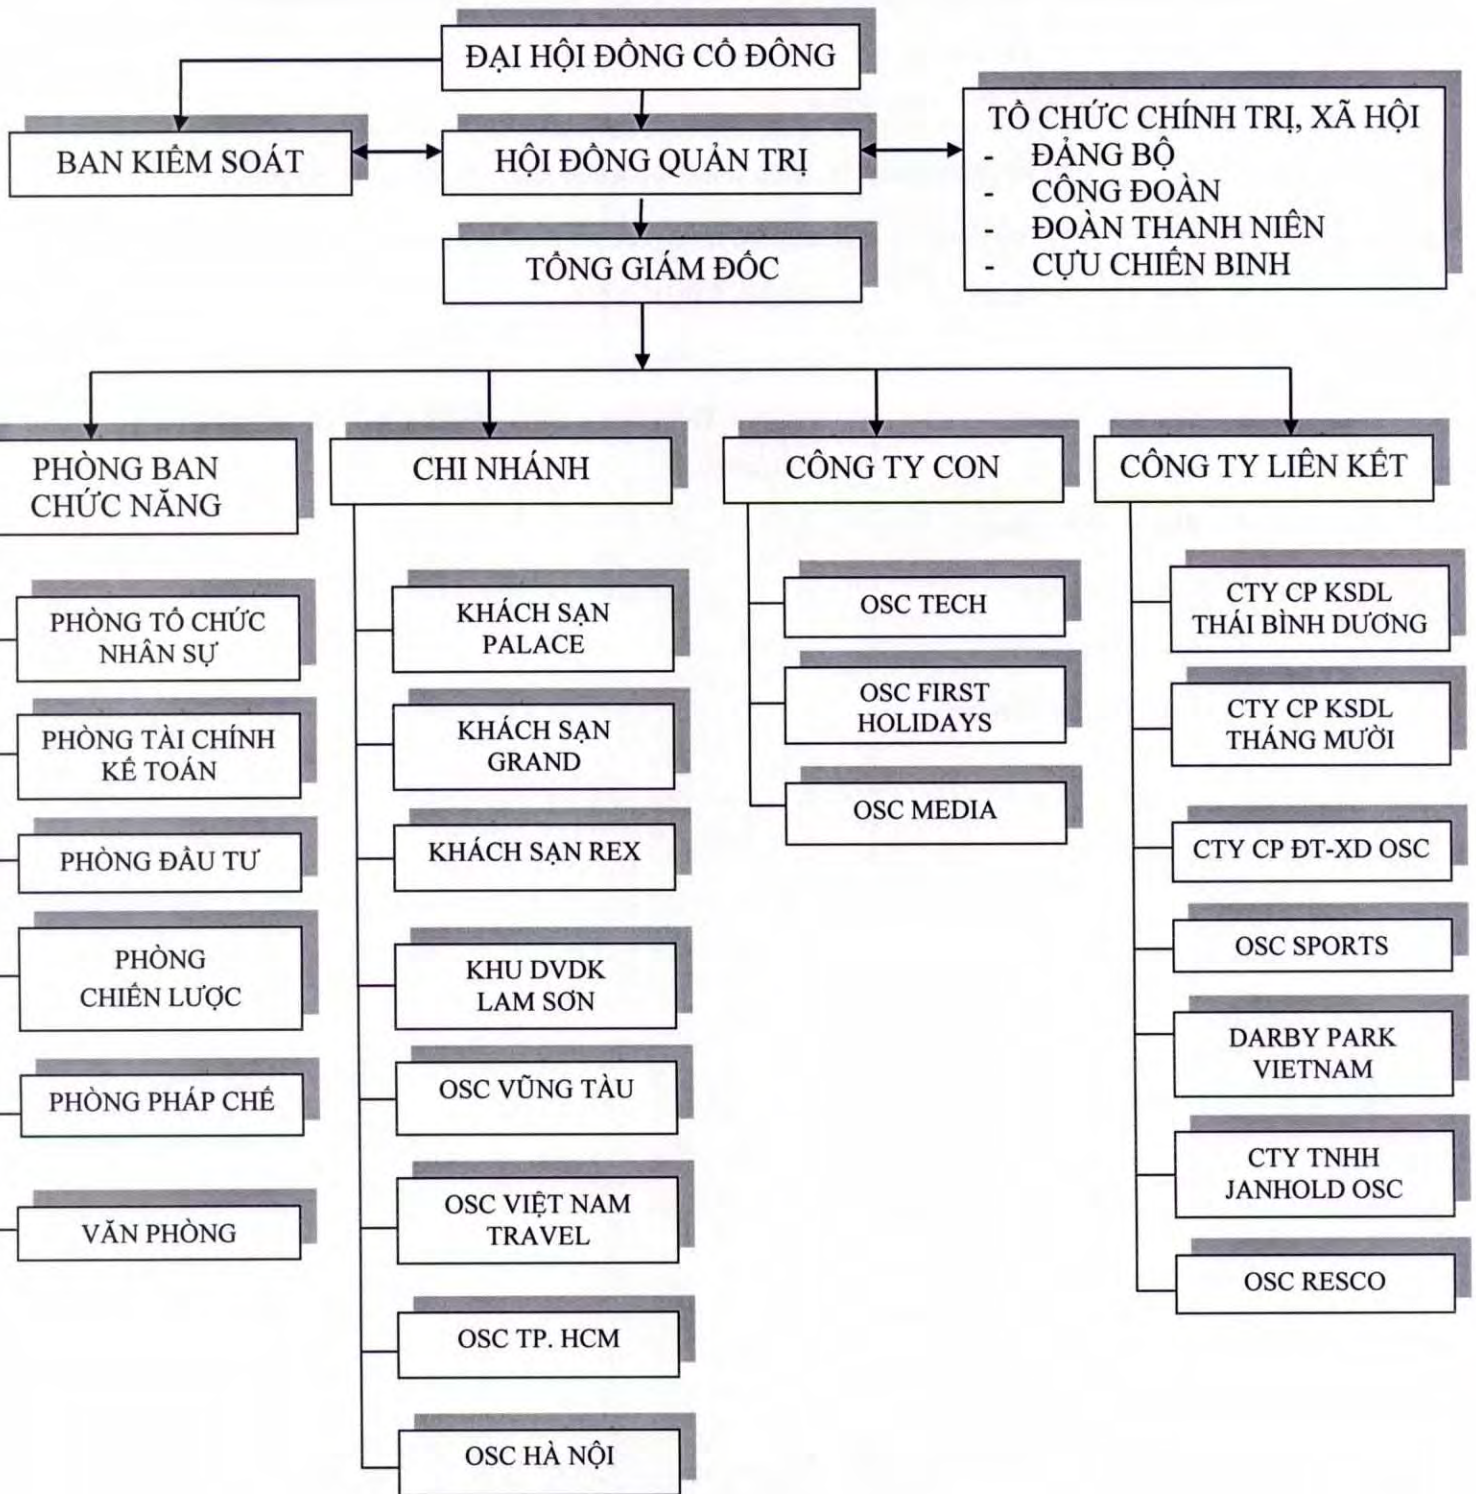 ĐẠI HỘI ĐỒNG CỔ ĐÔNG
BAN KIỂM SOÁT
HỘI ĐỒNG QUẢN TRỊ
TỔ CHỨC CHÍNH TRỊ, XÃ HỘI
- ĐẢNG BỘ
- CÔNG ĐOÀN
- ĐOÀN THANH NIÊN
- CỰU CHIẾN BINH
TỔNG GIÁM ĐỐC
PHÒNG BAN
CHỨC NĂNG
PHÒNG TỔ CHỨC
NHÂN SỰ
PHÒNG TÀI CHÍNH
KẾ TOÁN
PHÒNG ĐẦU TƯ
PHÒNG
CHIẾN LƯỢC
PHÒNG PHÁP CHẾ
VĂN PHÒNG
CHI NHÁNH
KHÁCH SẠN
PALACE
KHÁCH SẠN
GRAND
KHÁCH SẠN REX
KHU DVDK
LAM SƠN
OSC VŨNG TÀU
OSC VIỆT NAM
TRAVEL
OSC TP. HCM
OSC HÀ NỘI
CÔNG TY CON
OSC TECH
OSC FIRST
HOLIDAYS
OSC MEDIA
CÔNG TY LIÊN KẾT
CTY CP KSDL
THÁI BÌNH DƯƠNG
CTY CP KSDL
THÁNG MƯỜI
CTY CP ĐT-XD OSC
OSC SPORTS
DARBY PARK
VIETNAM
CTY TNHH
JANHOLD OSC
OSC RESCO